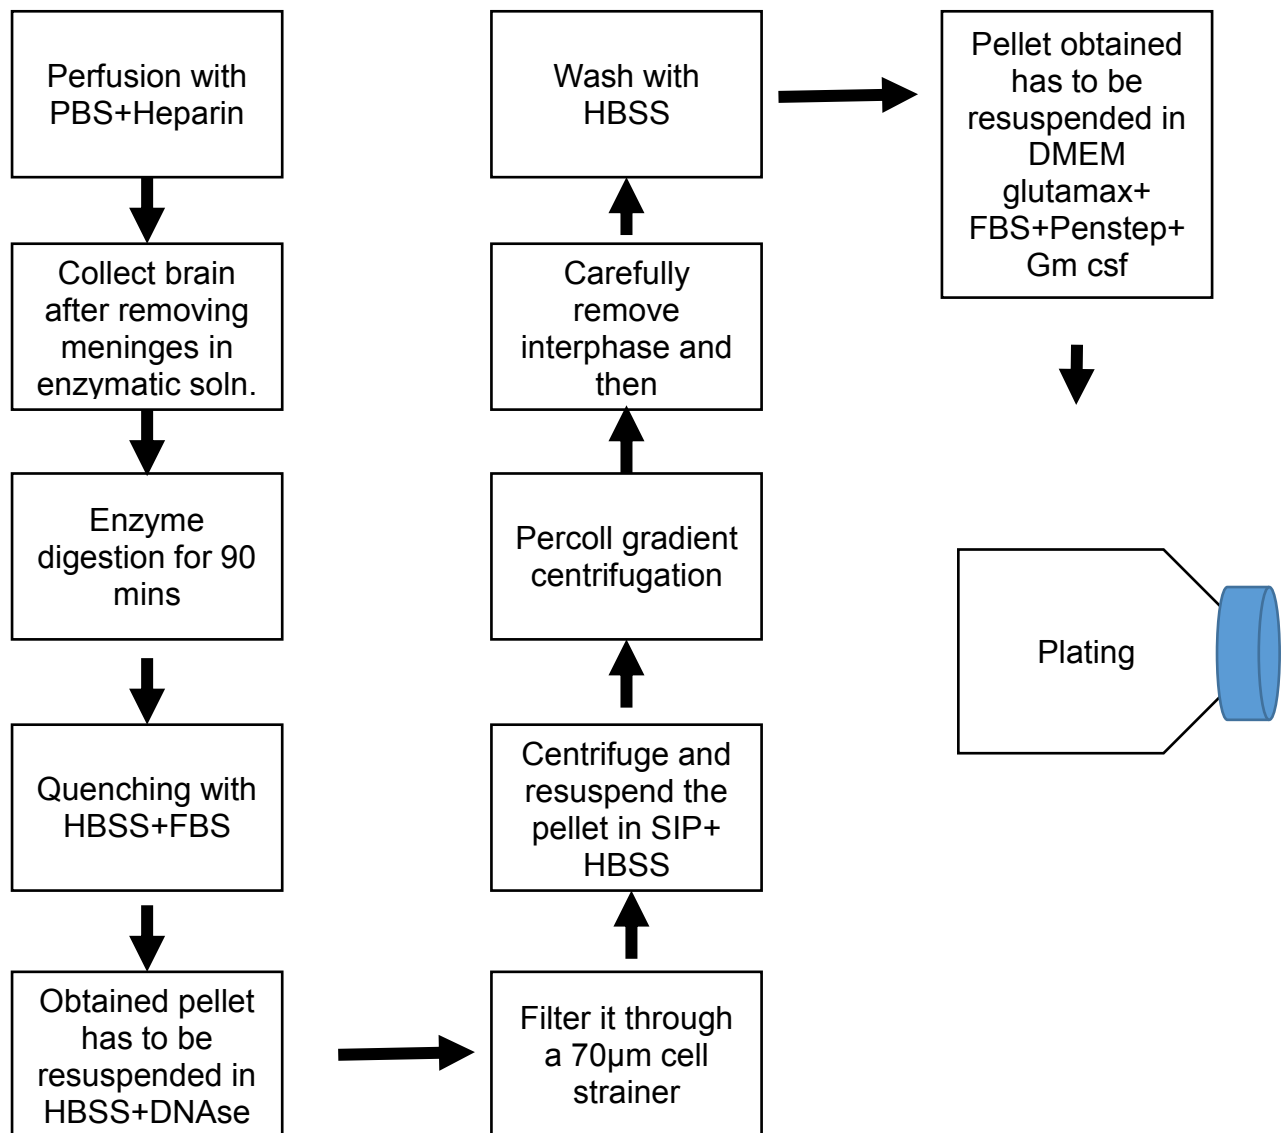 Perfusion with
PBS+Heparin
Collect brain
after removing
meninges in
enzymatic soln.
Enzyme
digestion for 90
mins
Quenching with
HBSS+FBS
Obtained pellet
has to be
resuspended in
HBSS+DNAse
Filter it through
a 70µm cell
strainer
Centrifuge and
resuspend the
pellet in SIP+
HBSS
Percoll gradient
centrifugation
Carefully
remove
interphase and
then
Wash with
HBSS
Pellet obtained
has to be
resuspended in
DMEM
glutamax+
FBS+Penstep+
Gm csf
Plating